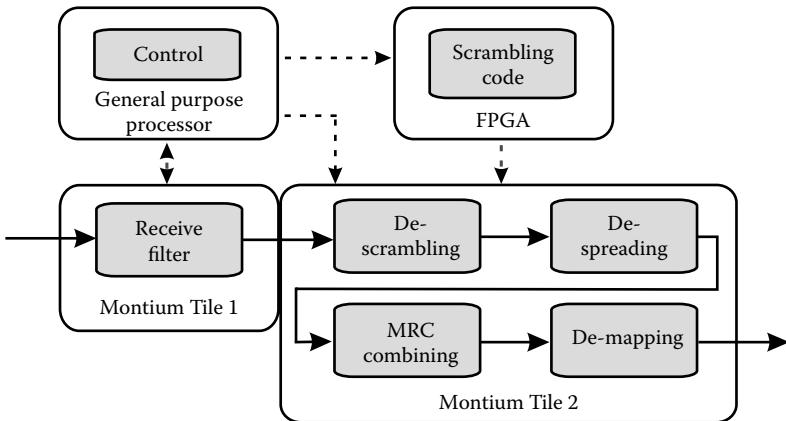 Control
General purpose
processor
Scrambling
code
FPGA
Receive
filter
Montium Tile 1
De-
scrambling
De-
spreading
MRC
combining
De-mapping
Montium Tile 2